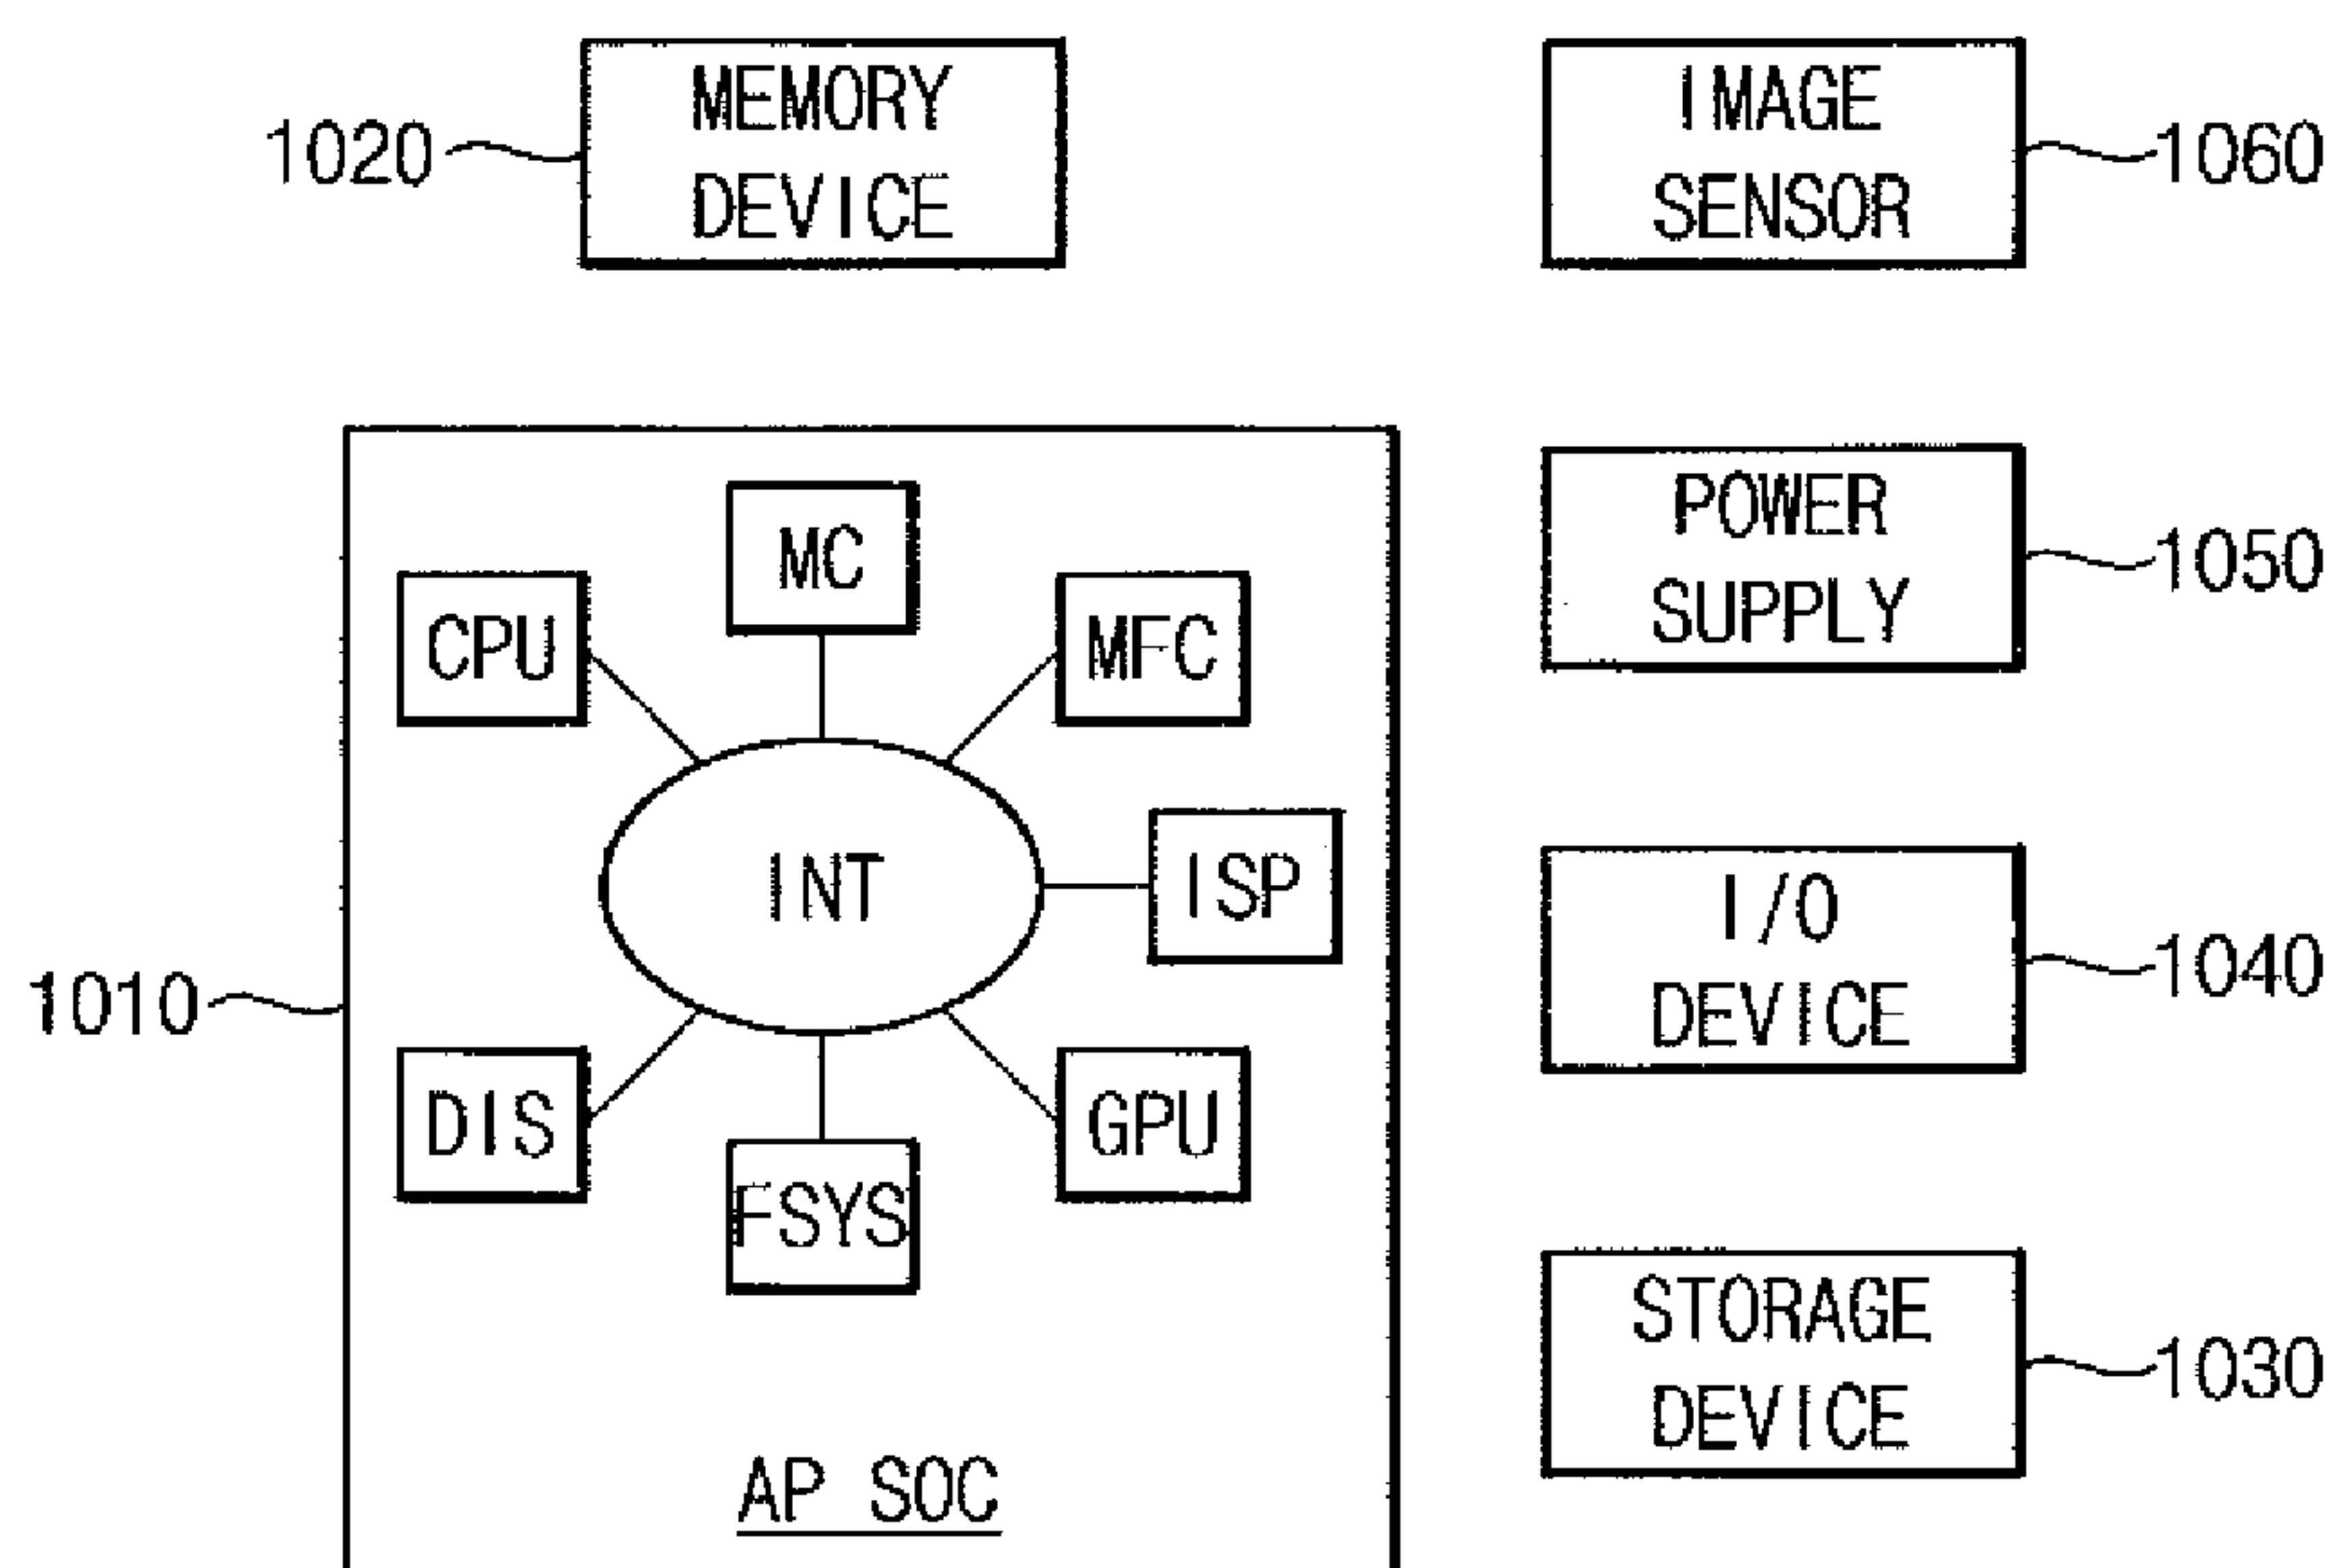 MEMORY
DEVICE
1020
IMAGE
SENSOR
1060
MC
CPU
MFC
INT
ISP
1010
DIS
GPU
FSYS
AP SOC
POWER
SUPPLY
1050
I/O
DEVICE
1040
STORAGE
DEVICE
1030